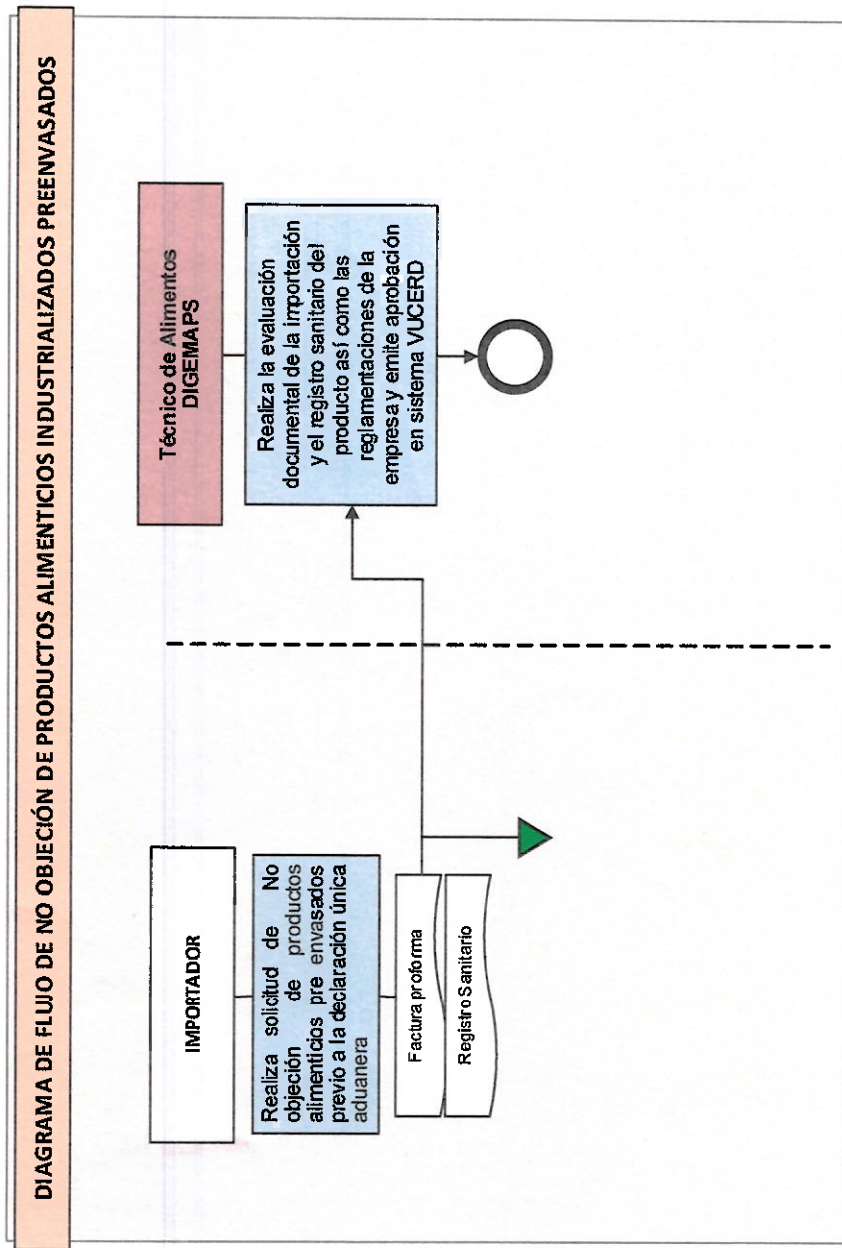 DIAGRAMA DE FLUJO DE NO OBJECIÓN DE PRODUCTOS ALIMENTICIOS INDUSTRIALIZADOS PREENVASADOS
IMPORTADOR
Realiza solicitud de No
objeción de productos
alimenticios pre envasados
previo a la declaración única
aduanera
Factura proforma
Registro Sanitario
Técnico de Alimentos
DIGEMAPS
Realiza la evaluación
documental de la importación
y el registro sanitario del
producto así como las
reglamentaciones de la
empresa y emite aprobación
en sistema VUCERD